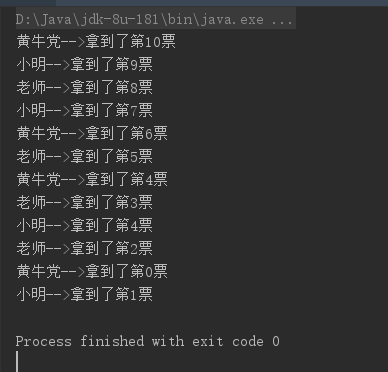 D:\Java\jdk-8u-181\bin\java.exe ...
黄牛党-->拿到了第10票
小明-->拿到了第9票
老师-->拿到了第8票
小明-->拿到了第7票
黄牛党-->拿到了第6票
老师-->拿到了第5票
黄牛党-->拿到了第4票
老师-->拿到了第3票
小明-->拿到了第4票
老师-->拿到了第2票
黄牛党-->拿到了第0票
小明-->拿到了第1票
Process finished with exit code 0